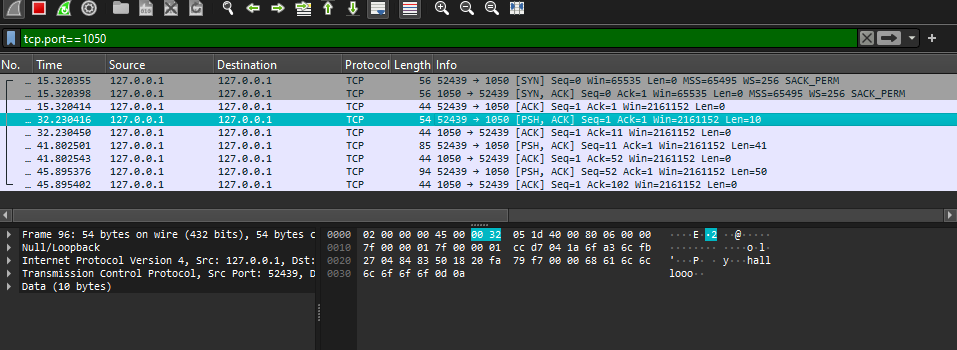 tcp.port==1050
No. Time Source Destination Protocol Length Info
... 15.320355 127.0.0.1 127.0.0.1 TCP 56 52439 → 1050 [SYN] Seq=0 Win=65535 Len=0 MSS=65495 WS=256 SACK_PERM
... 15.320398 127.0.0.1 127.0.0.1 TCP 56 1050 → 52439 [SYN, ACK] Seq=0 Ack=1 Win=65535 Len=0 MSS=65495 WS=256 SACK_PERM
... 15.320414 127.0.0.1 127.0.0.1 TCP 44 52439 → 1050 [ACK] Seq=1 Ack=1 Win=2161152 Len=0
... 32.230416 127.0.0.1 127.0.0.1 TCP 54 52439 → 1050 [PSH, ACK] Seq=1 Ack=1 Win=2161152 Len=10
... 32.230450 127.0.0.1 127.0.0.1 TCP 44 1050 → 52439 [ACK] Seq=1 Ack=11 Win=2161152 Len=0
... 41.802501 127.0.0.1 127.0.0.1 TCP 85 52439 → 1050 [PSH, ACK] Seq=11 Ack=1 Win=2161152 Len=41
... 41.802543 127.0.0.1 127.0.0.1 TCP 44 1050 → 52439 [ACK] Seq=1 Ack=52 Win=2161152 Len=0
... 45.895376 127.0.0.1 127.0.0.1 TCP 94 52439 → 1050 [PSH, ACK] Seq=52 Ack=1 Win=2161152 Len=50
... 45.895402 127.0.0.1 127.0.0.1 TCP 44 1050 → 52439 [ACK] Seq=1 Ack=102 Win=2161152 Len=0
Frame 96: 54 bytes on wire (432 bits), 54 bytes c
Null/Loopback
Internet Protocol Version 4, Src: 127.0.0.1, Dst:
Transmission Control Protocol, Src Port: 52439, D
Data (10 bytes)
0000 02 00 00 00 45 00 00 32 05 1d 40 00 80 06 00 00 ····E··2 ··@·····
0010 7f 00 00 01 7f 00 00 01 cc d7 04 1a 6f a3 6c fb ········ ····o·l·
0020 27 04 84 83 50 18 20 fa 79 f7 00 00 68 61 6c 6c '···P· · y···hall
0030 6c 6f 6f 6f 0d 0a looo··